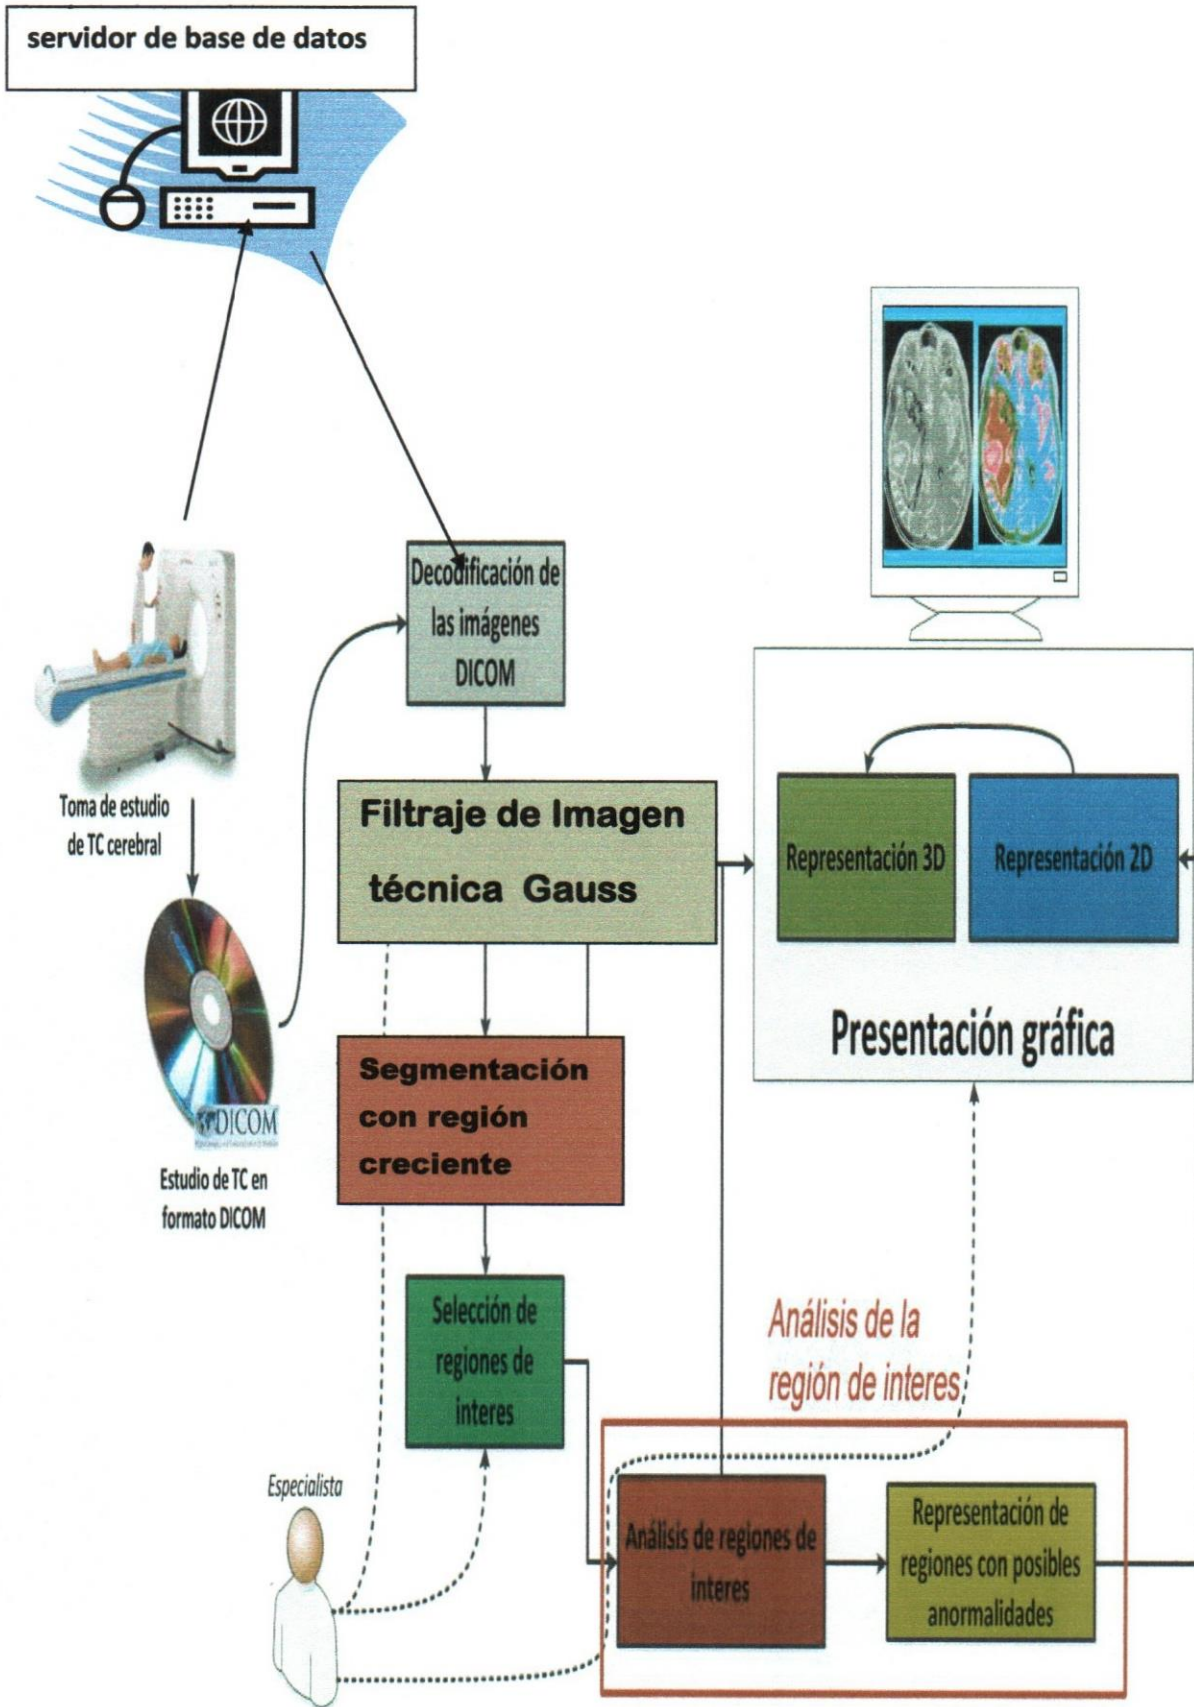 servidor de base de datos
Decodificación de
las imágenes
DICOM
Toma de estudio
de TC cerebral
Filtraje de Imagen
técnica Gauss
Representación 3D
Representación 2D
Presentación gráfica
Segmentación
con región
creciente
DICOM
Estudio de TC en
formato DICOM
Selección de
regiones de
interes
Análisis de la
región de interes
Especialista
Análisis de regiones de
interes
Representación de
regiones con posibles
anormalidades